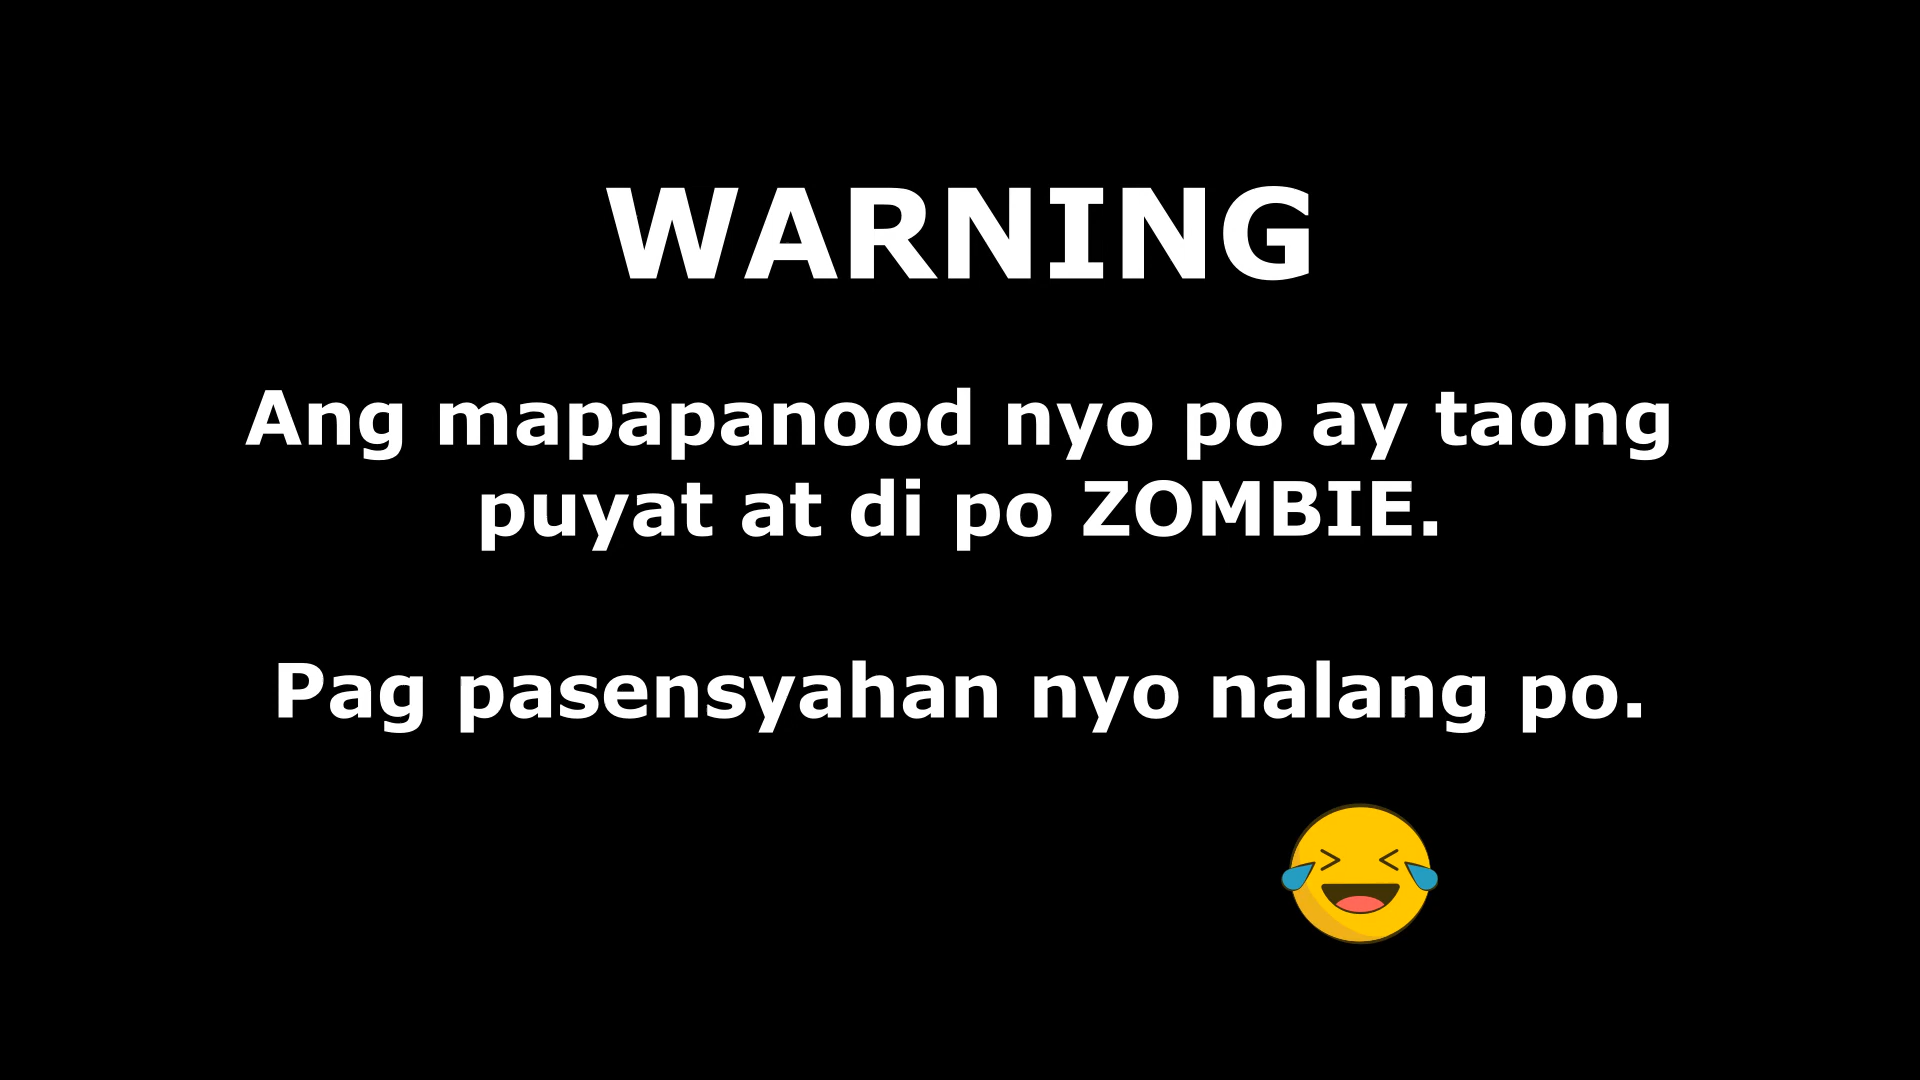 WARNING
Ang mapapanood nyo po ay taong
puyat at di po ZOMBIE.
Pag pasensyahan nyo nalang po.